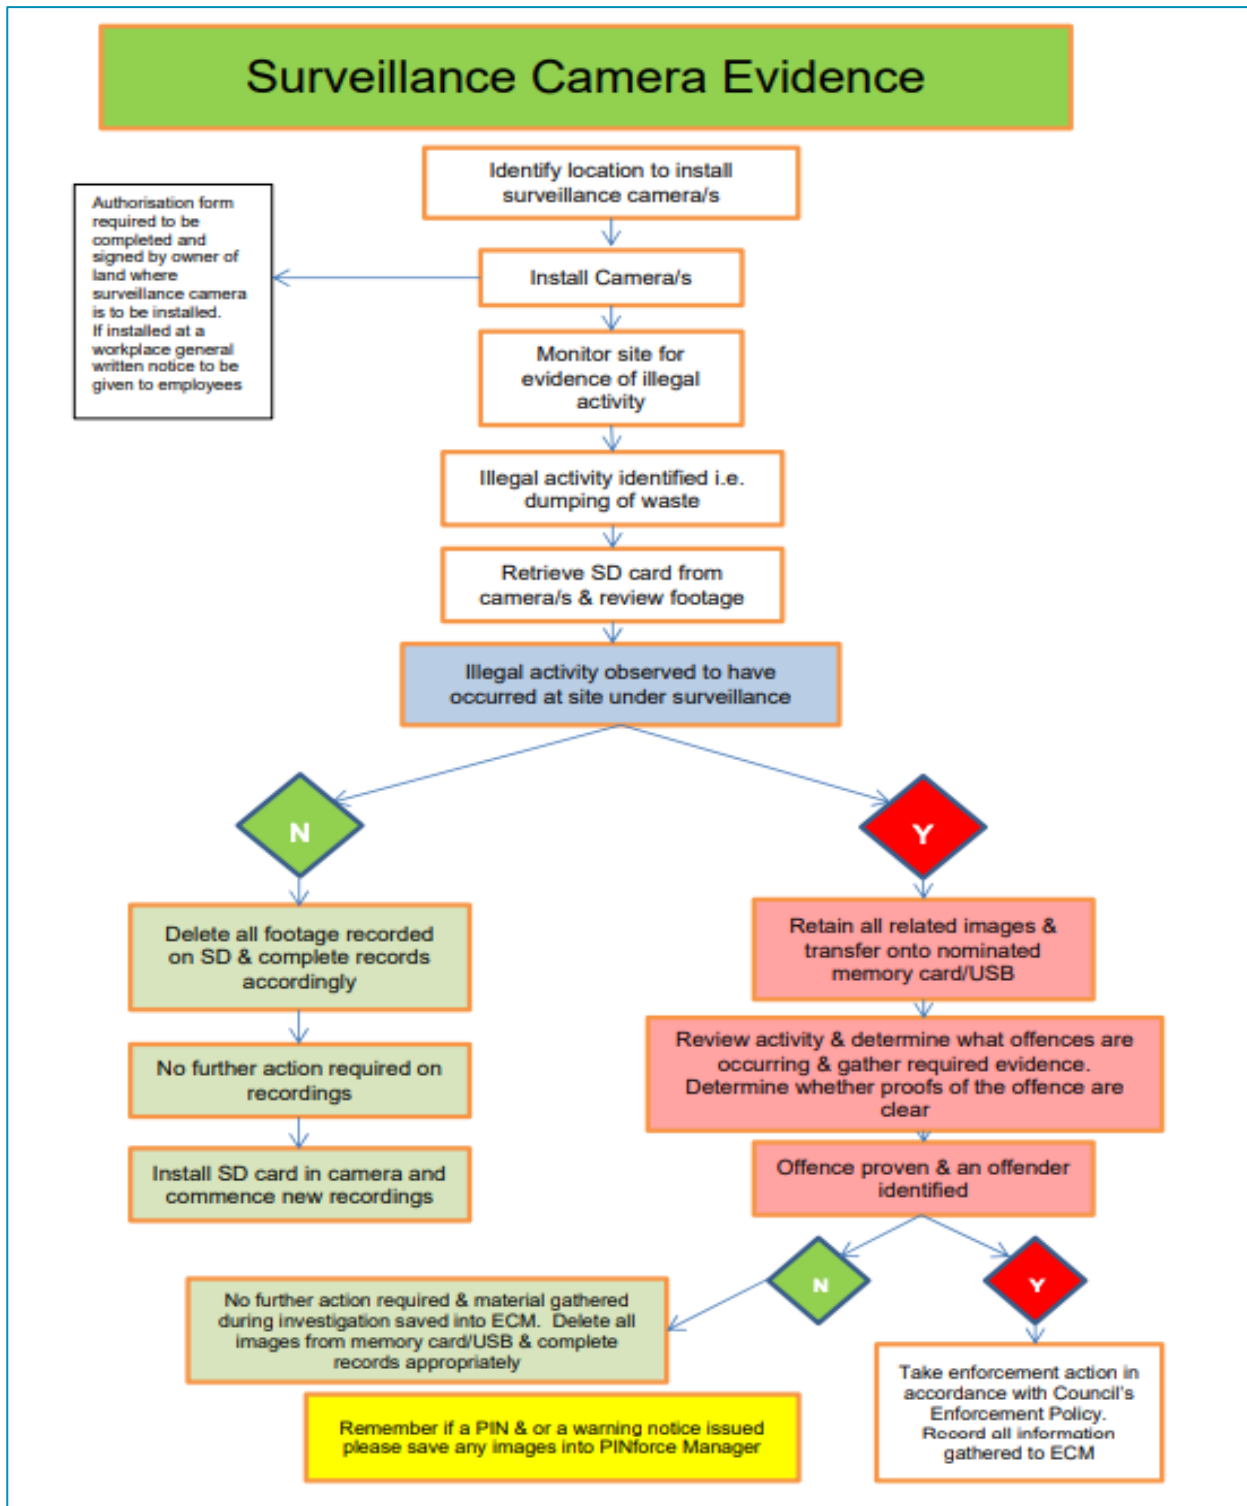 Surveillance Camera Evidence
Identify location to install
surveillance camera/s
Authorisation form
required to be
completed and
signed by owner of
land where
surveillance camera
is to be installed.
If installed at a
workplace general
written notice to be
given to employees
Install Camera/s
Monitor site for
evidence of illegal
activity
Illegal activity identified i.e.
dumping of waste
Retrieve SD card from
camera/s & review footage
Illegal activity observed to have
occurred at site under surveillance
N
Y
Delete all footage recorded
on SD & complete records
accordingly
No further action required on
recordings
Install SD card in camera and
commence new recordings
Retain all related images &
transfer onto nominated
memory card/USB
Review activity & determine what offences are
occurring & gather required evidence.
Determine whether proofs of the offence are
clear
Offence proven & an offender
identified
N
Y
No further action required & material gathered
during investigation saved into ECM. Delete all
images from memory card/USB & complete
records appropriately
Take enforcement action in
accordance with Council's
Enforcement Policy.
Record all information
gathered to ECM
Remember if a PIN & or a warning notice issued
please save any images into PINforce Manager